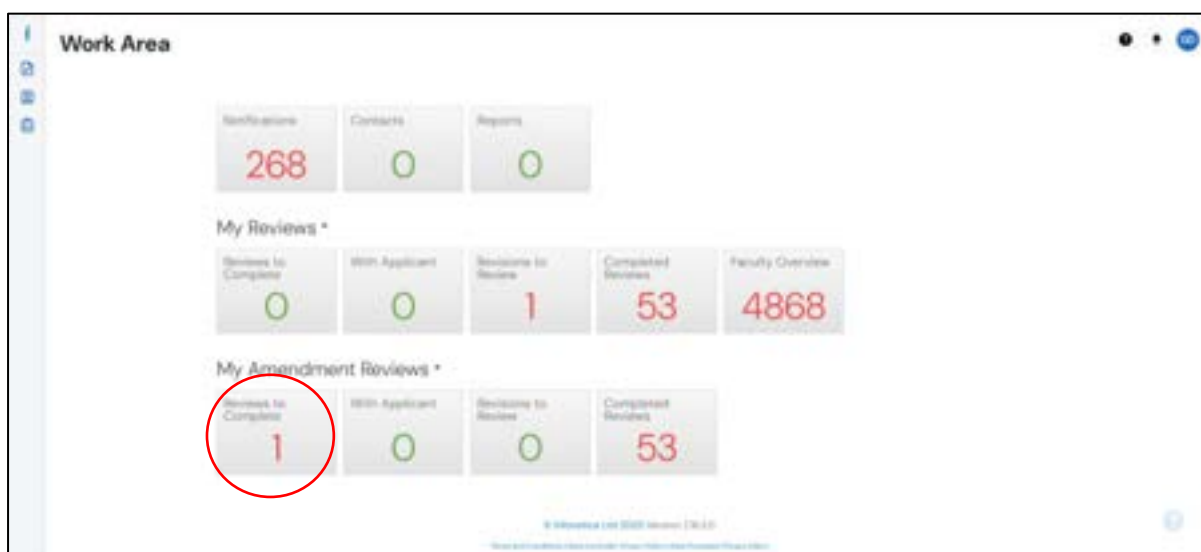 Work Area
Notifications
Contacts
Reports
268
0
0
My Reviews
Reviews to
Complete
With Applicant
Revisions to
Review
Completed
Reviews
Faculty Overview
0
0
1
53
4868
My Amendment Reviews
Reviews to
Complete
With Applicant
Revisions to
Review
Completed
Reviews
1
0
0
53